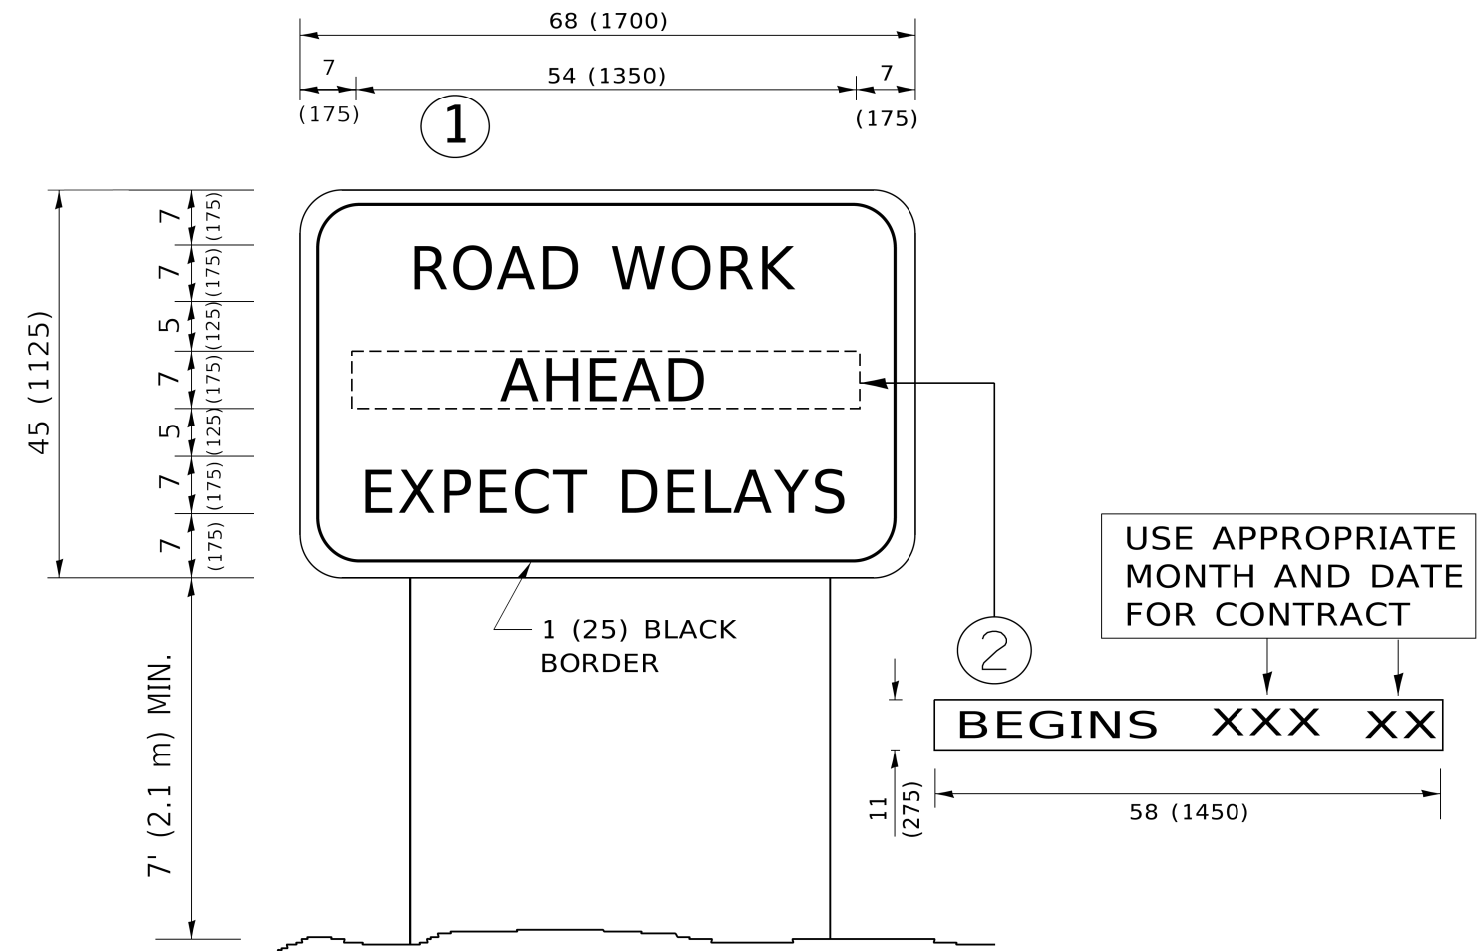 68 (1700)
7
54 (1350)
7
(175)
(175)
1
7
(175)
7
(175)
5
(125)
7
(175)
5
(125)
7
(175)
7
(175)
45 (1125)
ROAD WORK
AHEAD
EXPECT DELAYS
1 (25) BLACK
BORDER
7' (2.1 m) MIN.
USE APPROPRIATE
MONTH AND DATE
FOR CONTRACT
2
BEGINS XXX XX
11
(275)
58 (1450)